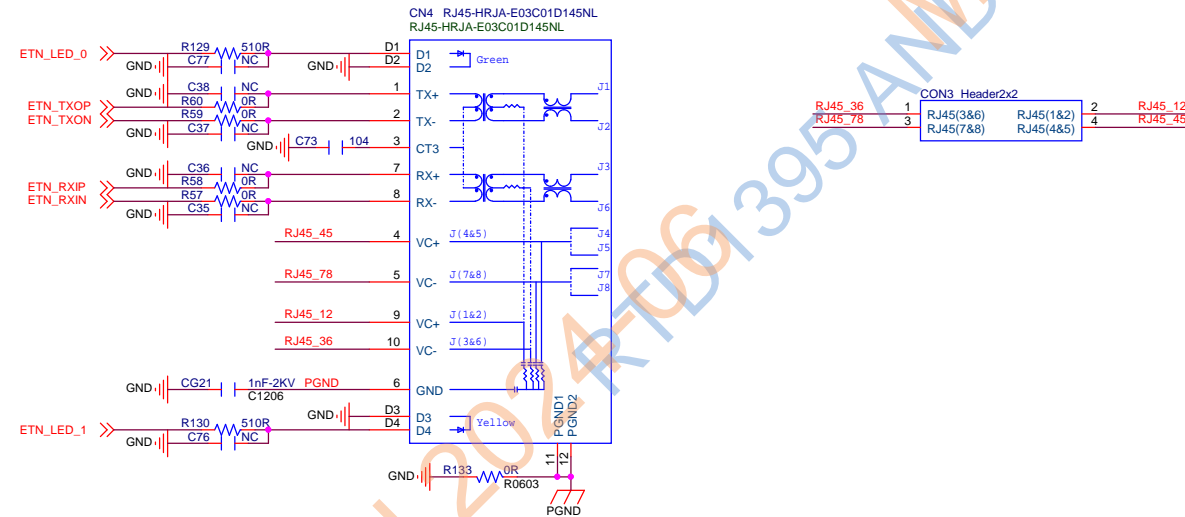 CN4 RJ45-HRJA-E03C01D145NL
RJ45-HRJA-E03C01D145NL
ETN_LED_0
R129 510R
GND C77 NC
GND
D1
D2
D1
D2
Green
GND C38 NC
ETN_TXOP R60 0R
ETN_TXON R59 0R
GND C37 NC
1 TX+ J1
2 TX- J2
GND C73 104 3 CT3
GND C36 NC
ETN_RXIP R58 0R
ETN_RXIN R57 0R
GND C35 NC
7 RX+ J3
8 RX- J6
RJ45_45 4 VC+ J(4&5) J4
J5
RJ45_78 5 VC- J(7&8) J7
J8
RJ45_12 9 VC+ J(1&2)
RJ45_36 10 VC- J(3&6)
GND CG21 1nF-2KV PGND 6 GND
C1206
ETN_LED_1
R130 510R
GND C76 NC
GND
D3
D4
D3
D4
Yellow
PGND1
PGND2
11
12
GND R133 0R
R0603
PGND
CON3 Header2x2
RJ45_36 1 RJ45(3&6) RJ45(1&2) 2 RJ45_12
RJ45_78 3 RJ45(7&8) RJ45(4&5) 4 RJ45_45
2024-06
RTD1395 AND